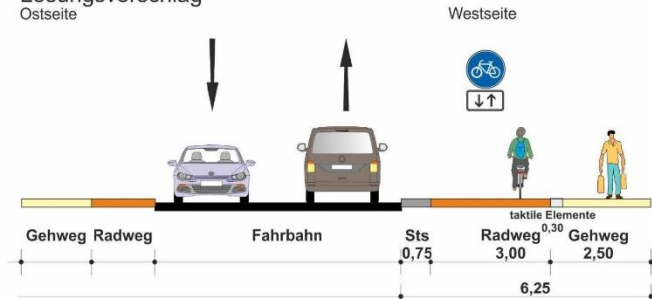 Lösungsvorschlag
Ostseite
Westseite
taktile Elemente
0,30
Gehweg Radweg Fahrbahn Sts Radweg Gehweg
0,75 3,00 2,50
6,25